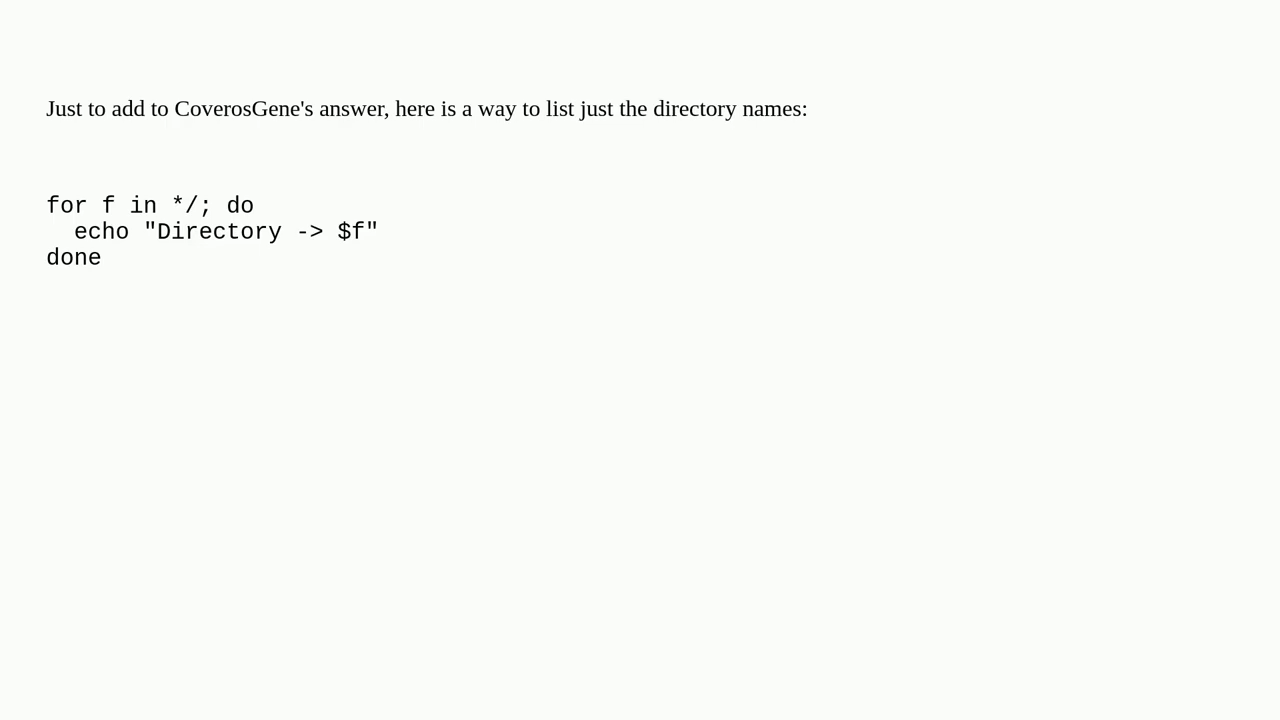 Just to add to CoverosGene's answer, here is a way to list just the directory names:
for f in */; do
  echo "Directory -> $f"
done